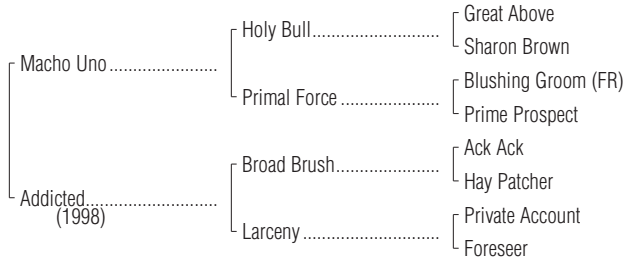 Great Above
Holy Bull
Sharon Brown
Macho Uno
Blushing Groom (FR)
Primal Force
Prime Prospect
Ack Ack
Broad Brush
Hay Patcher
Addicted
(1998)
Private Account
Larceny
Foreseer